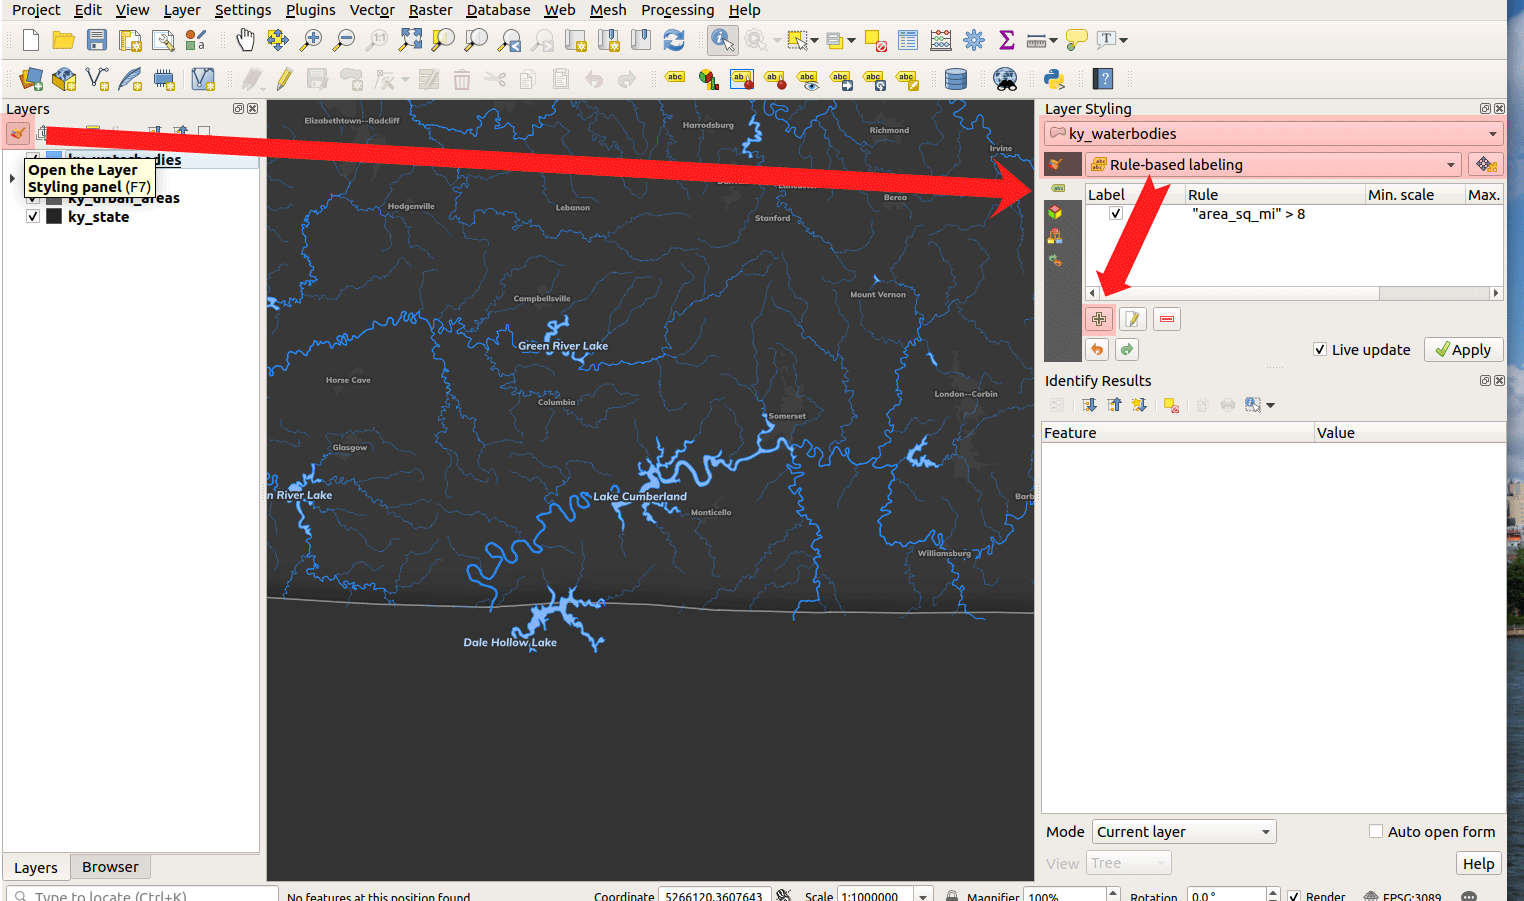 Project Edit View Layer Settings Plugins Vector Raster Database Web Mesh Processing Help
Layers
ky_waterbodies
Open the Layer
Styling panel (F7)
ky_urban_areas
ky_state
Layers Browser
Type to locate (Ctrl+K)
Elizabethtown--Radcliff
Harrodsburg
Richmond
Irvine
Hodgenville
Lebanon
Berea
Stanford
Campbellsville
Mount Vernon
Green River Lake
Horse Cave
Columbia
London--Corbin
Somerset
Glasgow
n River Lake
Lake Cumberland
Barb
Monticello
Williamsburg
Dale Hollow Lake
Layer Styling
ky_waterbodies
Rule-based labeling
Label Rule Min. scale Max.
"area_sq_mi" > 8
Live update Apply
Identify Results
Feature Value
Mode Current layer Auto open form
View Tree Help
No features at this position found. Coordinate 5266120,3607643 Scale 1:1000000 Magnifier 100% Rotation 0.0 ° Render EPSG:3089